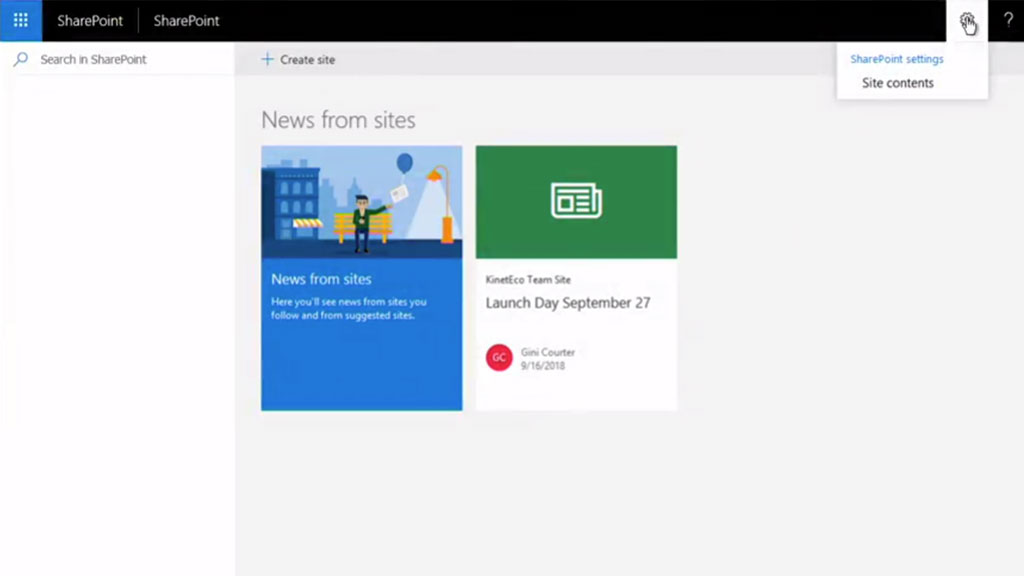 SharePoint
SharePoint
?
Search in SharePoint
+ Create site
SharePoint settings
Site contents
News from sites
News from sites
Here you'll see news from sites you
follow and from suggested sites.
KinetEco Team Site
Launch Day September 27
GC
Gini Courter
9/16/2018